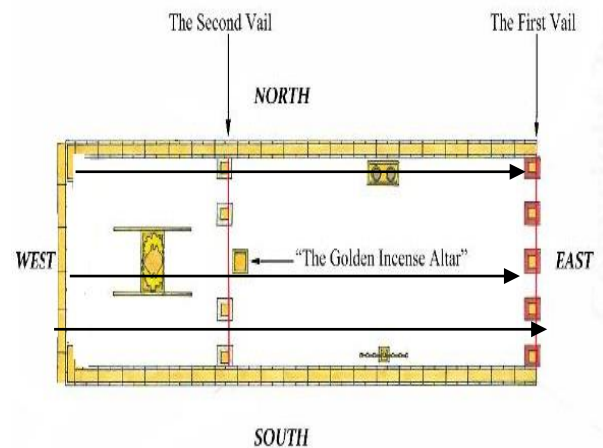 The Second Vail
The First Vail
NORTH
WEST
“The Golden Incense Altar”
EAST
SOUTH